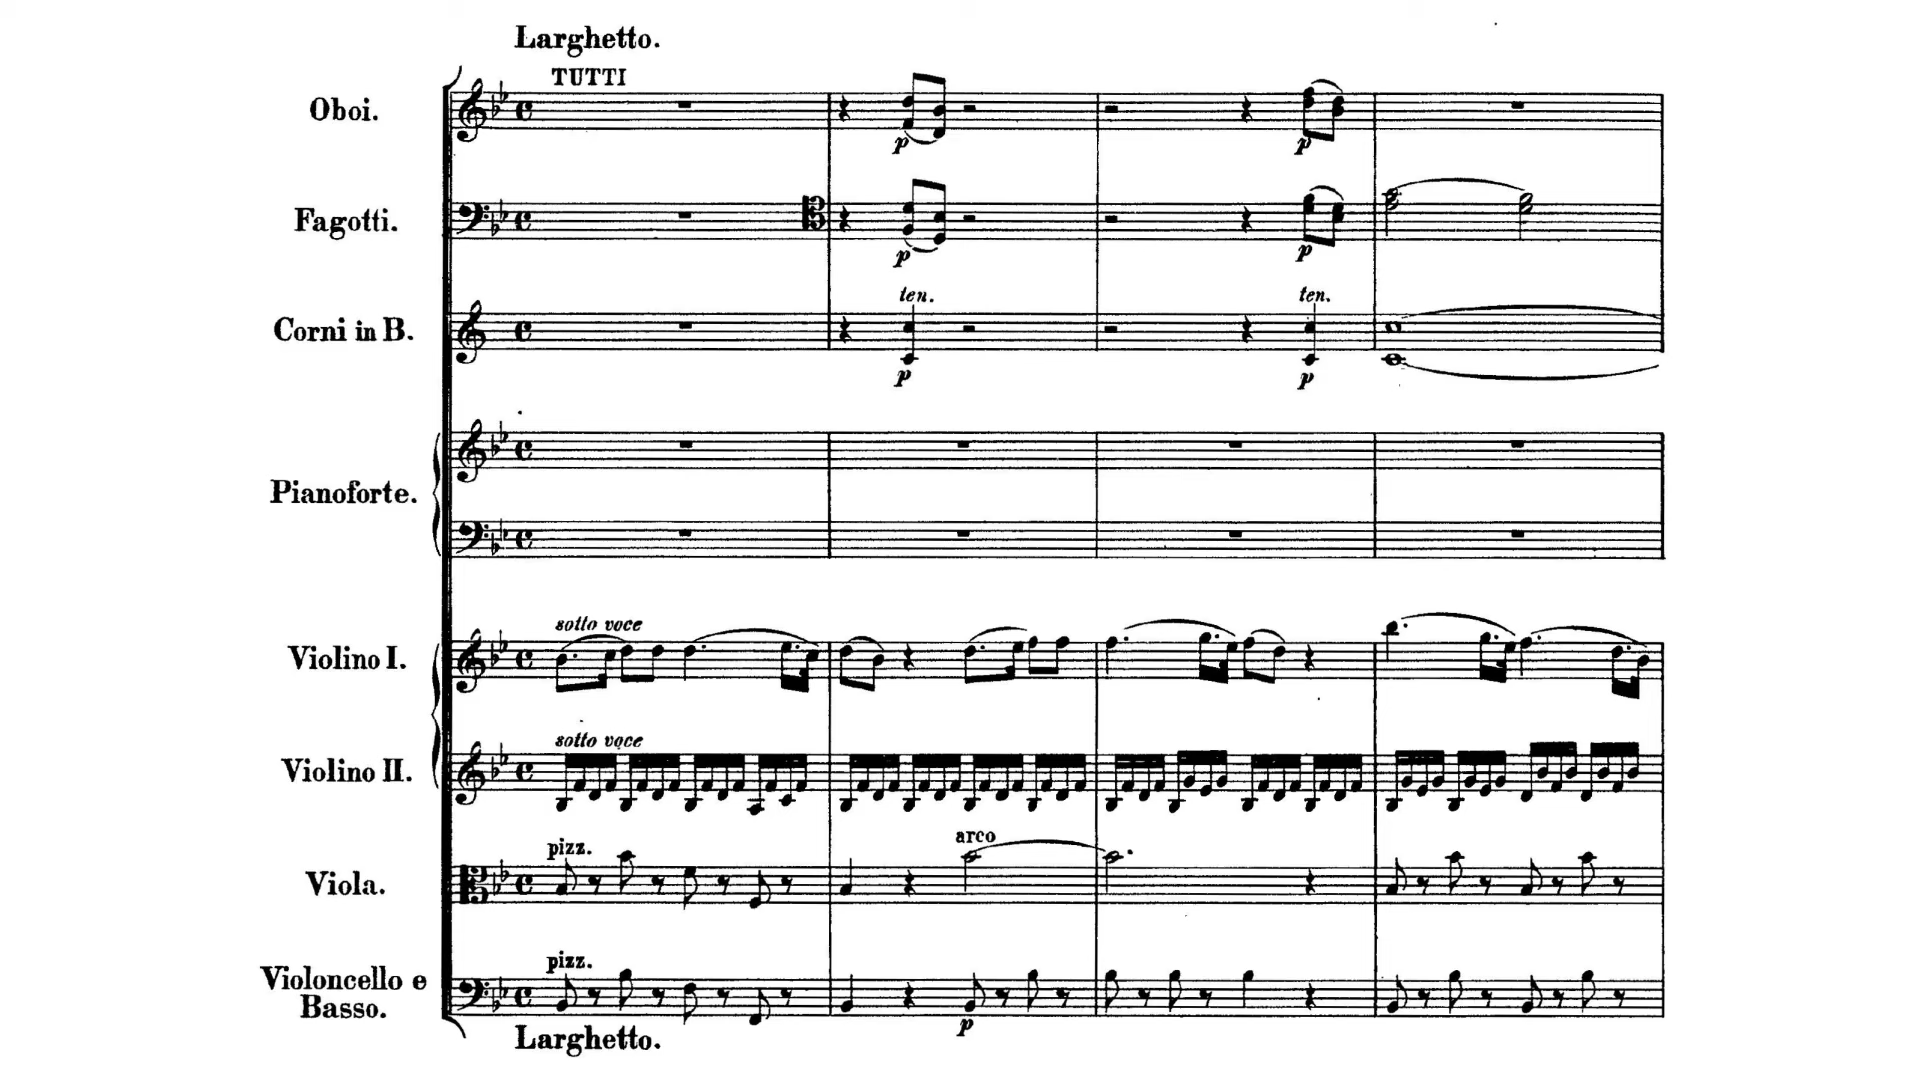 Larghetto.
TUTTI
Oboi.
p
p
Fagotti.
p
p
ten.
ten.
Corni in B.
p
p
Pianoforte.
sotto voce
Violino I.
sotto voce
Violino II.
pizz.
arco
Viola.
pizz.
Violoncello e
Basso.
p
Larghetto.